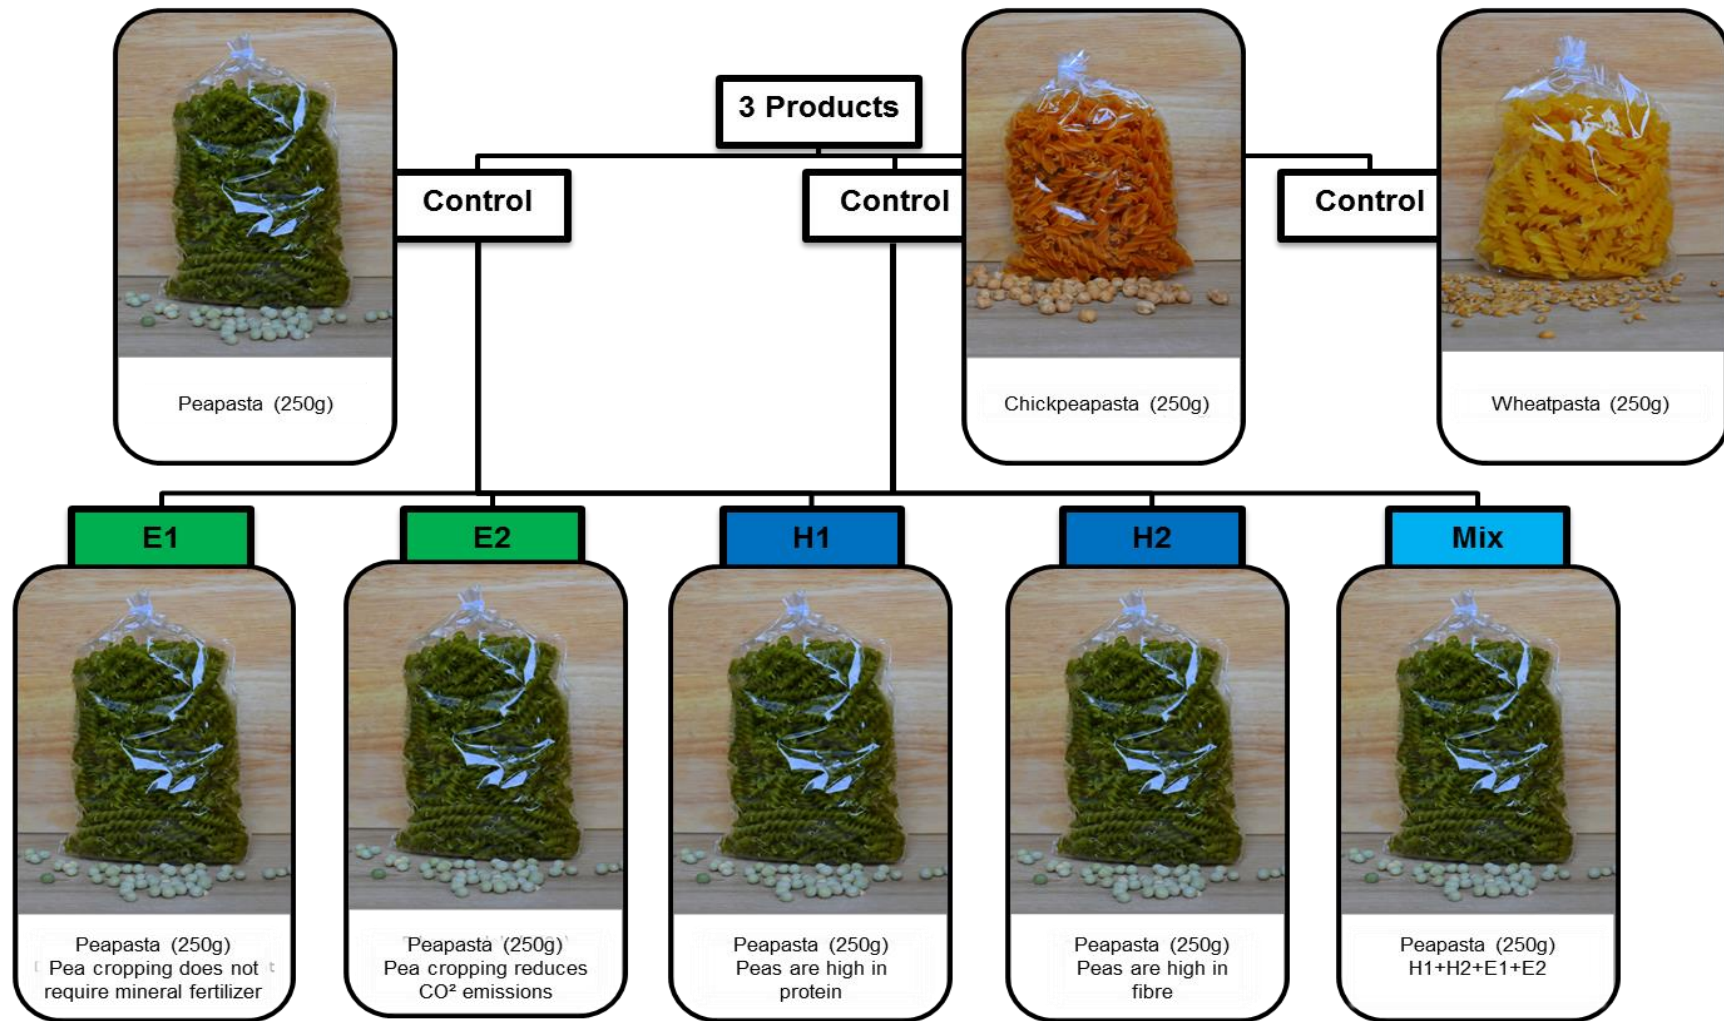 3 Products
Control
Control
Control
Peapasta (250g)
Chickpeapasta (250g)
Wheatpasta (250g)
E1
E2
H1
H2
Mix
Peapasta (250g)
Pea cropping does not
require mineral fertilizer
Peapasta (250g)
Pea cropping reduces
CO² emissions
Peapasta (250g)
Peas are high in
protein
Peapasta (250g)
Peas are high in
fibre
Peapasta (250g)
H1+H2+E1+E2